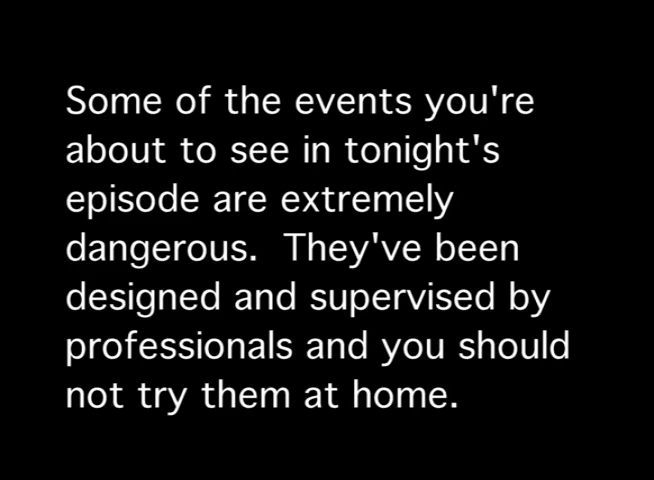 Some of the events you're
about to see in tonight's
episode are extremely
dangerous.  They've been
designed and supervised by
professionals and you should
not try them at home.